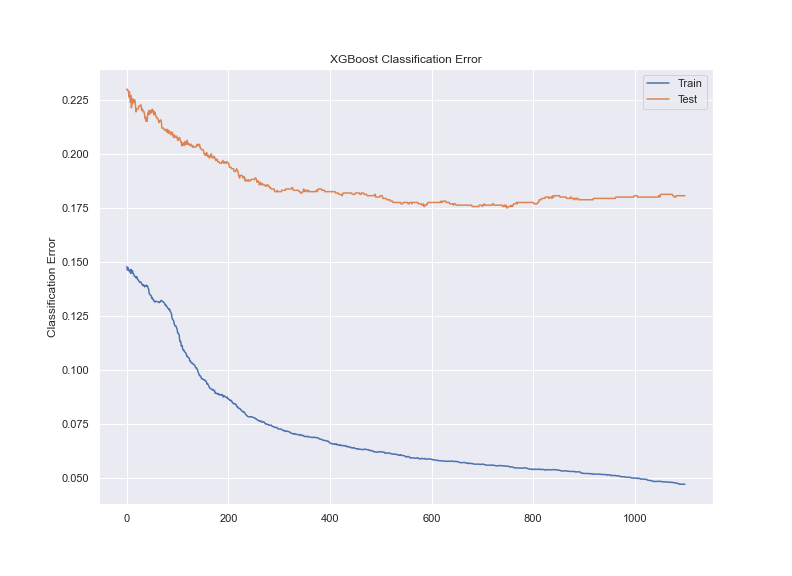 XGBoost Classification Error
Train
Test
Classification Error
0.225
0.200
0.175
0.150
0.125
0.100
0.075
0.050
0 200 400 600 800 1000